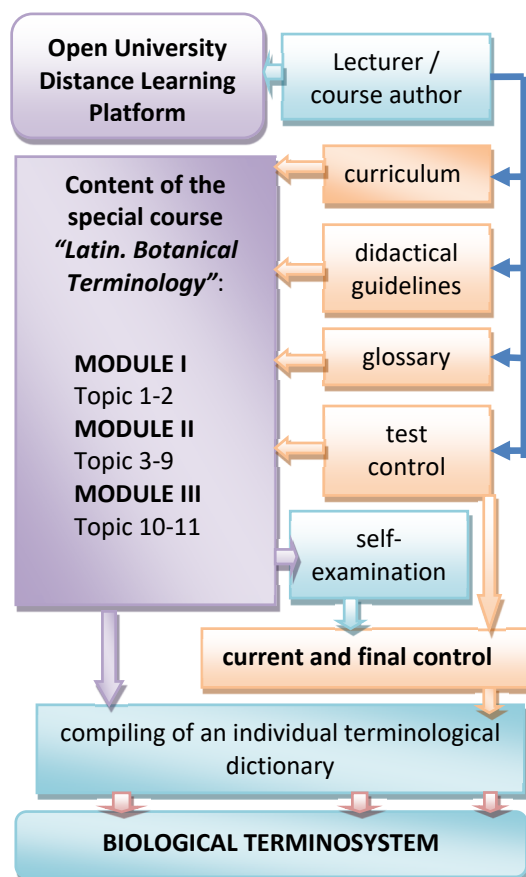 Open University
Distance Learning
Platform
Lecturer /
course author
Content of the
special course
“Latin. Botanical
Terminology”:
MODULE I
Topic 1-2
MODULE II
Topic 3-9
MODULE III
Topic 10-11
curriculum
didactical
guidelines
glossary
test
control
self-
examination
current and final control
compiling of an individual terminological
dictionary
BIOLOGICAL TERMINOSYSTEM